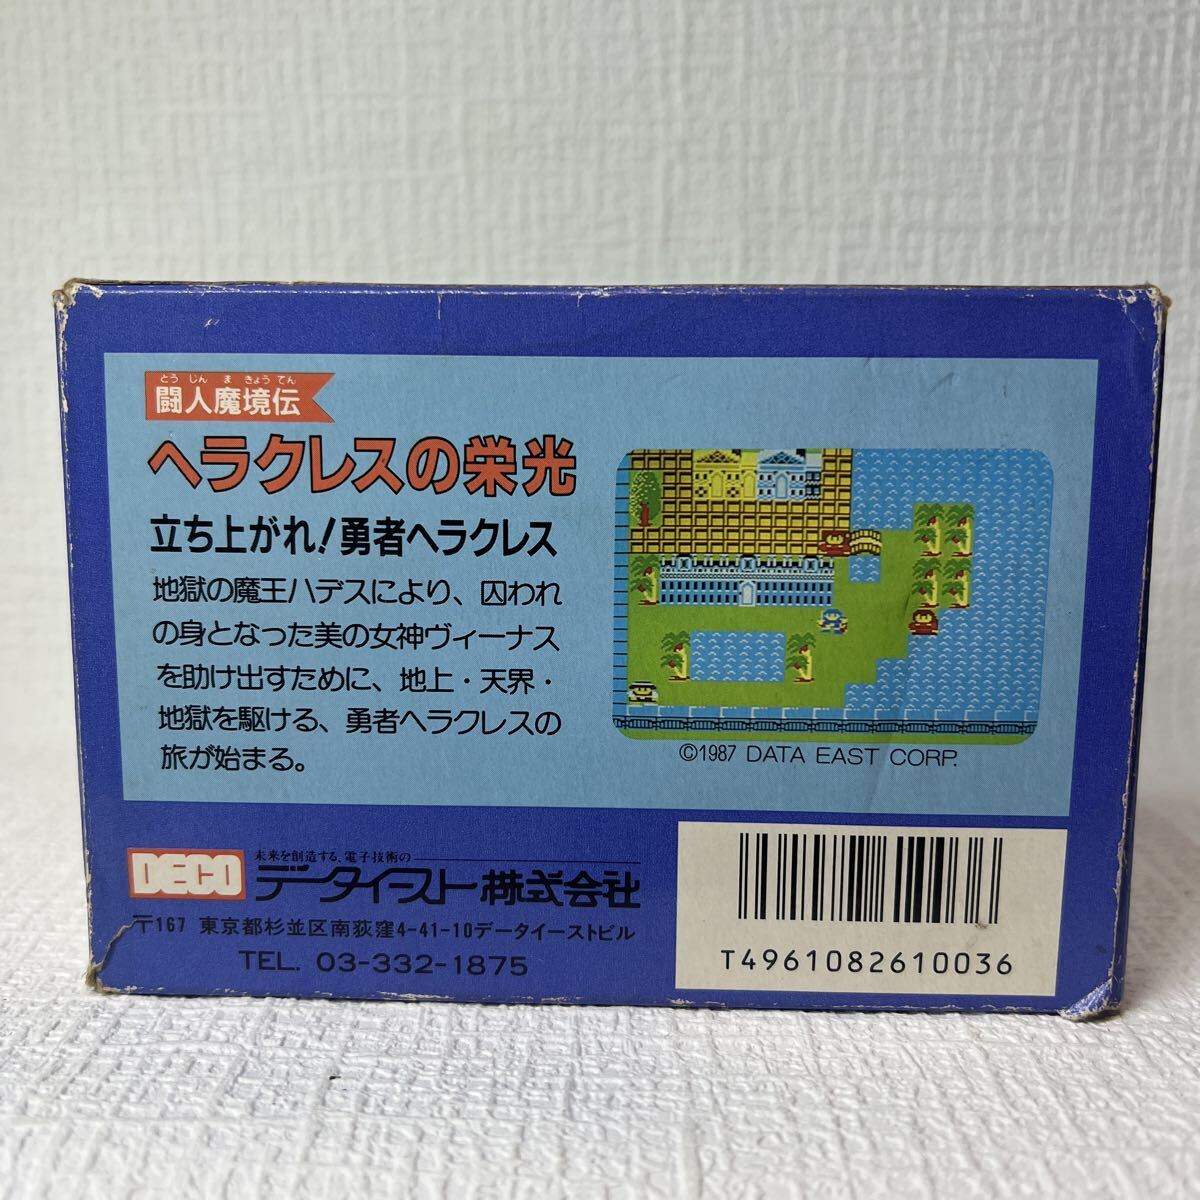 とうじんまきょうでん
闘人魔境伝
ヘラクレスの栄光
立ち上がれ!勇者ヘラクレス
地獄の魔王ハデスにより、囚われ
の身となった美の女神ヴィーナス
を助け出すために、地上・天界・
地獄を駆ける、勇者ヘラクレスの
旅が始まる。
©1987 DATA EAST CORP.
DECO
未来を創造する、電子技術の
データイースト株式会社
〒167 東京都杉並区南荻窪4-41-10データイーストビル
TEL. 03-332-1875
T4961082610036